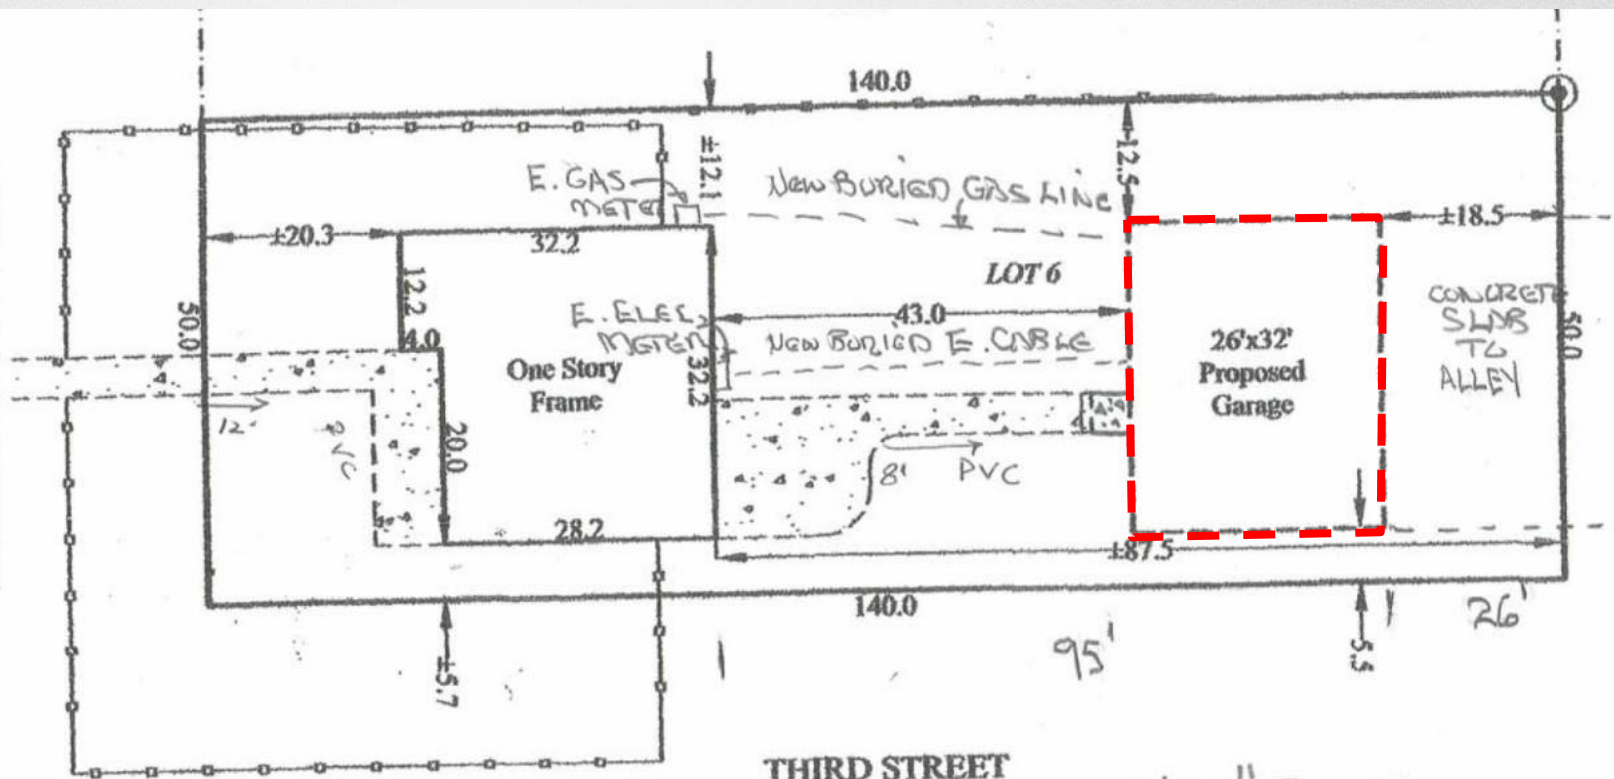 140.0
±12.1
12.5
E. GAS
METER
NEW BURIED GAS LINE
±20.3
32.2
±18.5
LOT 6
12.2
50.0
4.0
E. ELEC.
METER
43.0
NEW BURIED E. CABLE
CONCRETE
SLAB
TO
ALLEY
50.0
One Story
Frame
32.2
26'x32'
Proposed
Garage
12'
PVC
20.0
8'
PVC
28.2
±87.5
140.0
26'
95'
±5.7
5.5
THIRD STREET